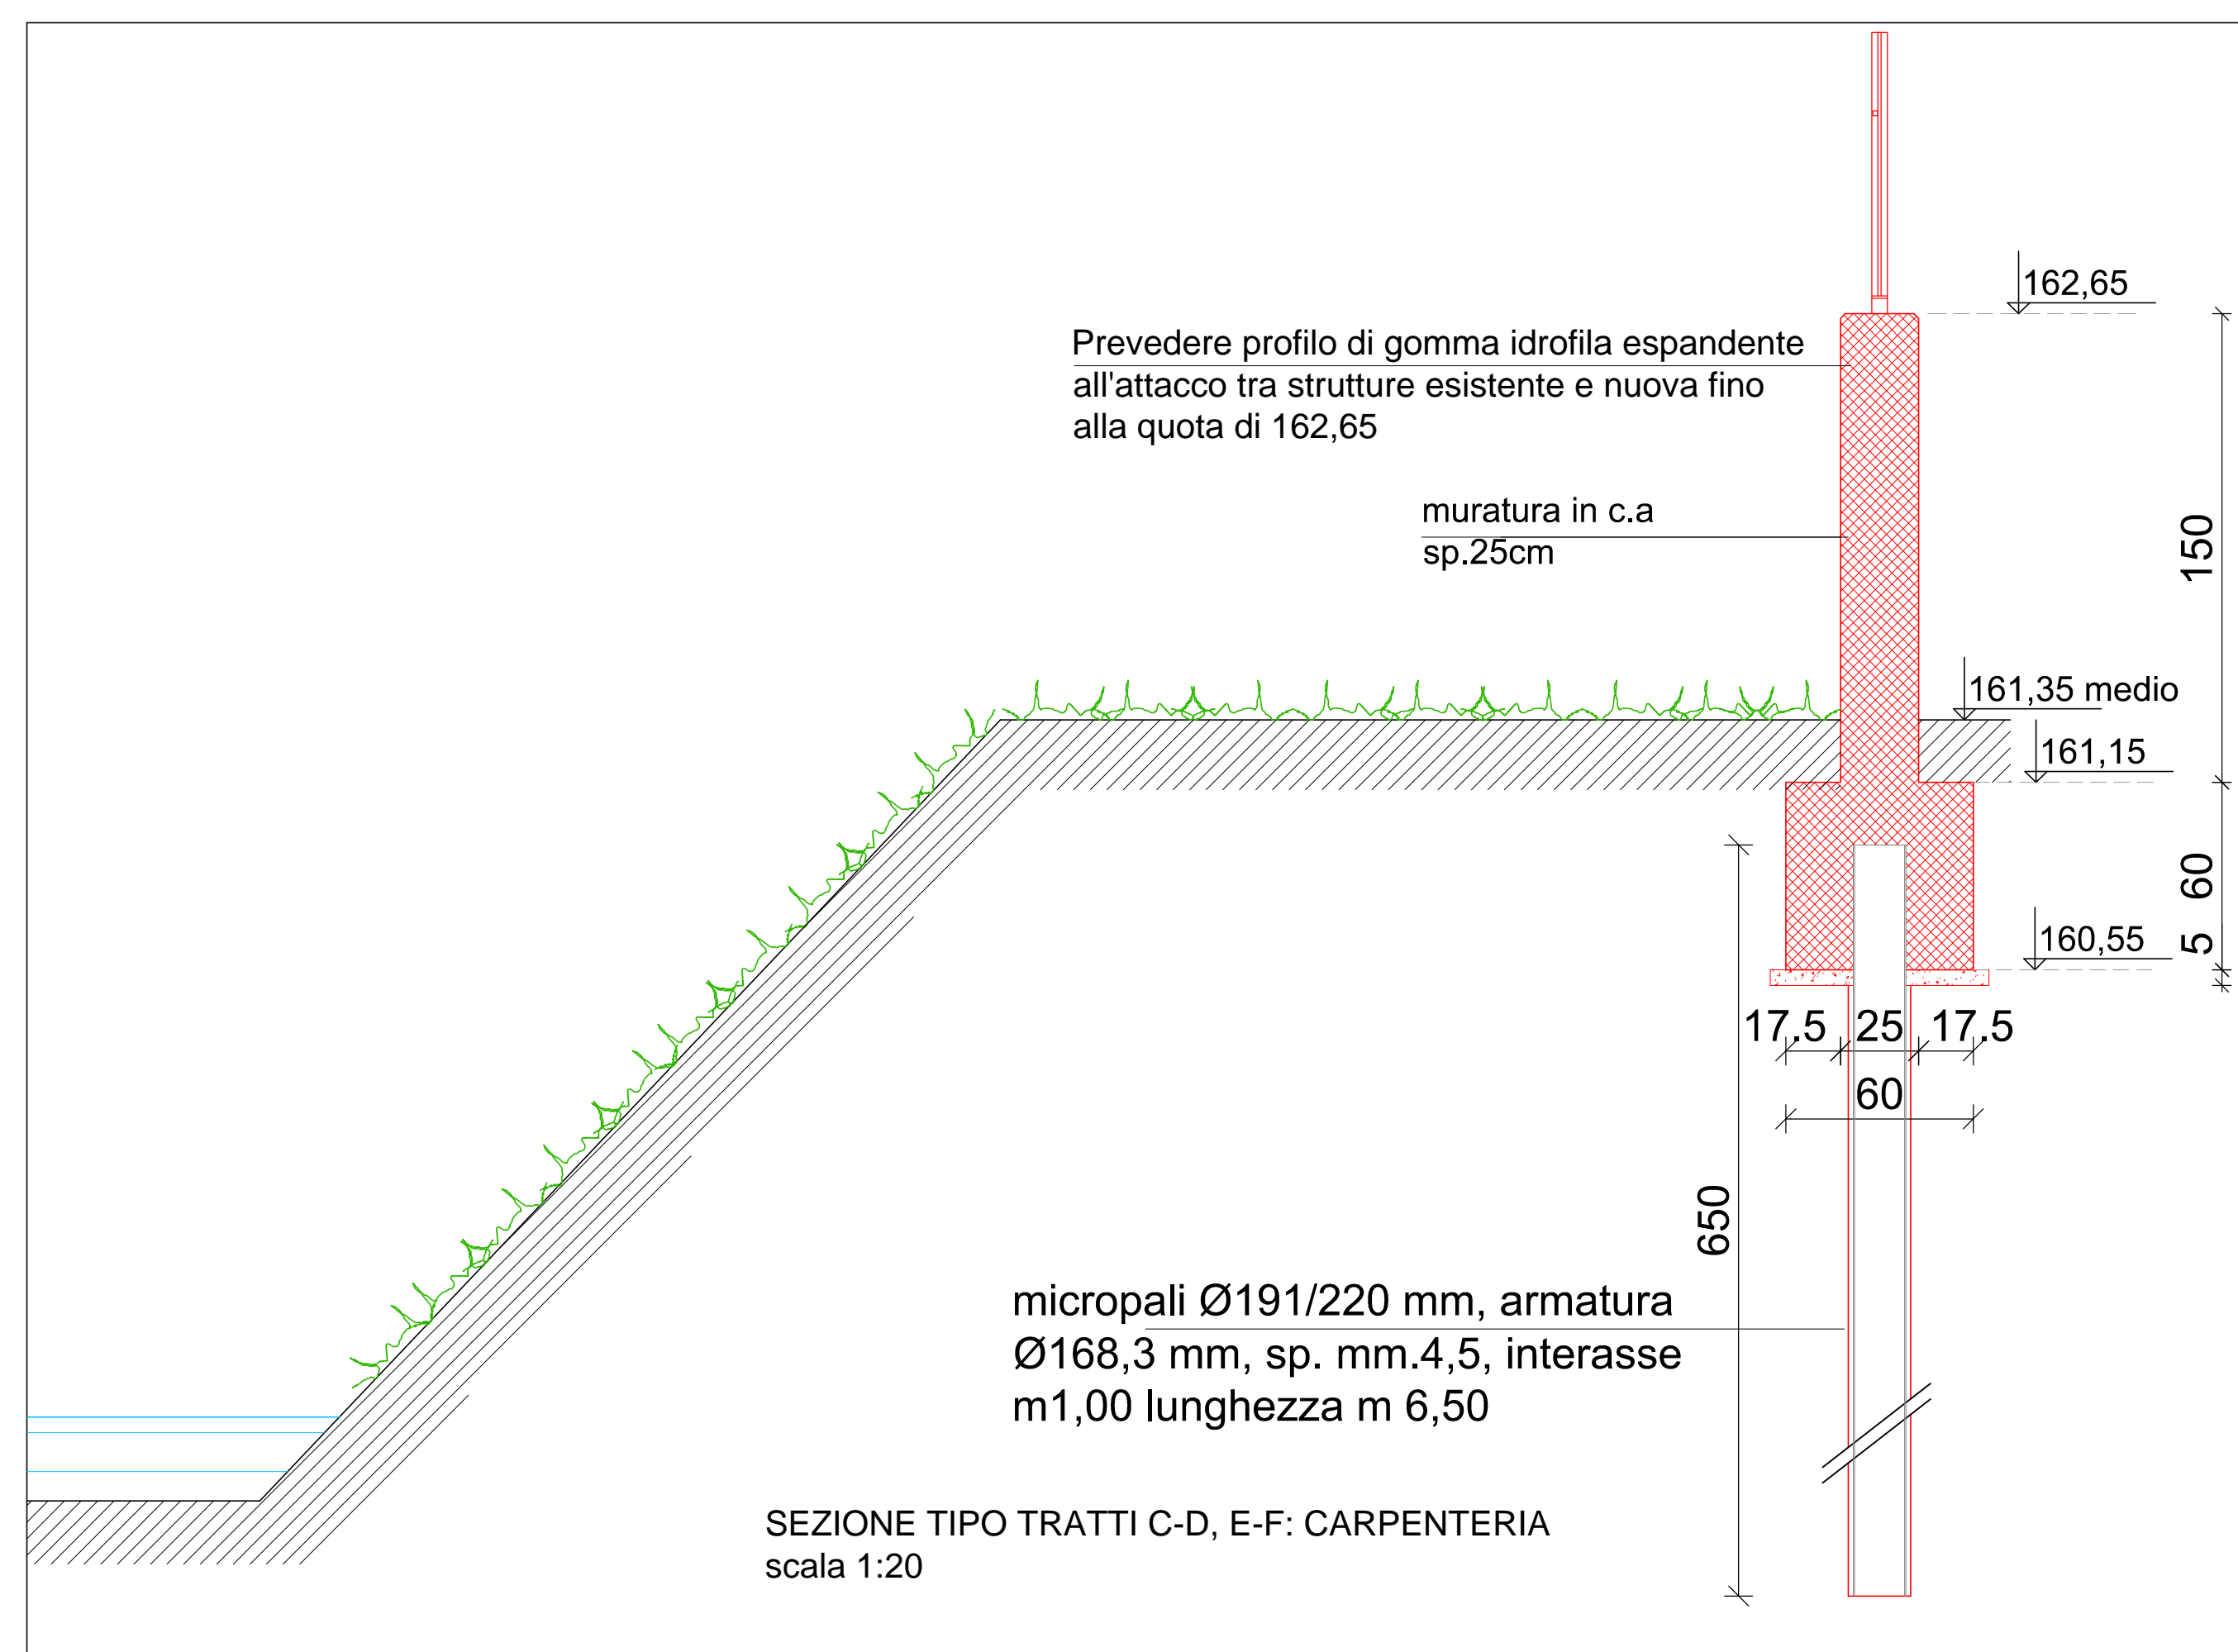 162,65
Prevedere profilo di gomma idrofila espandente
all'attacco tra strutture esistente e nuova fino
alla quota di 162,65
muratura in c.a
sp.25cm
150
161,35 medio
161,15
60
5
160,55
17.5 25 17.5
60
650
micropali Ø191/220 mm, armatura
Ø168,3 mm, sp. mm.4,5, interasse
m1,00 lunghezza m 6,50
SEZIONE TIPO TRATTI C-D, E-F: CARPENTERIA
scala 1:20